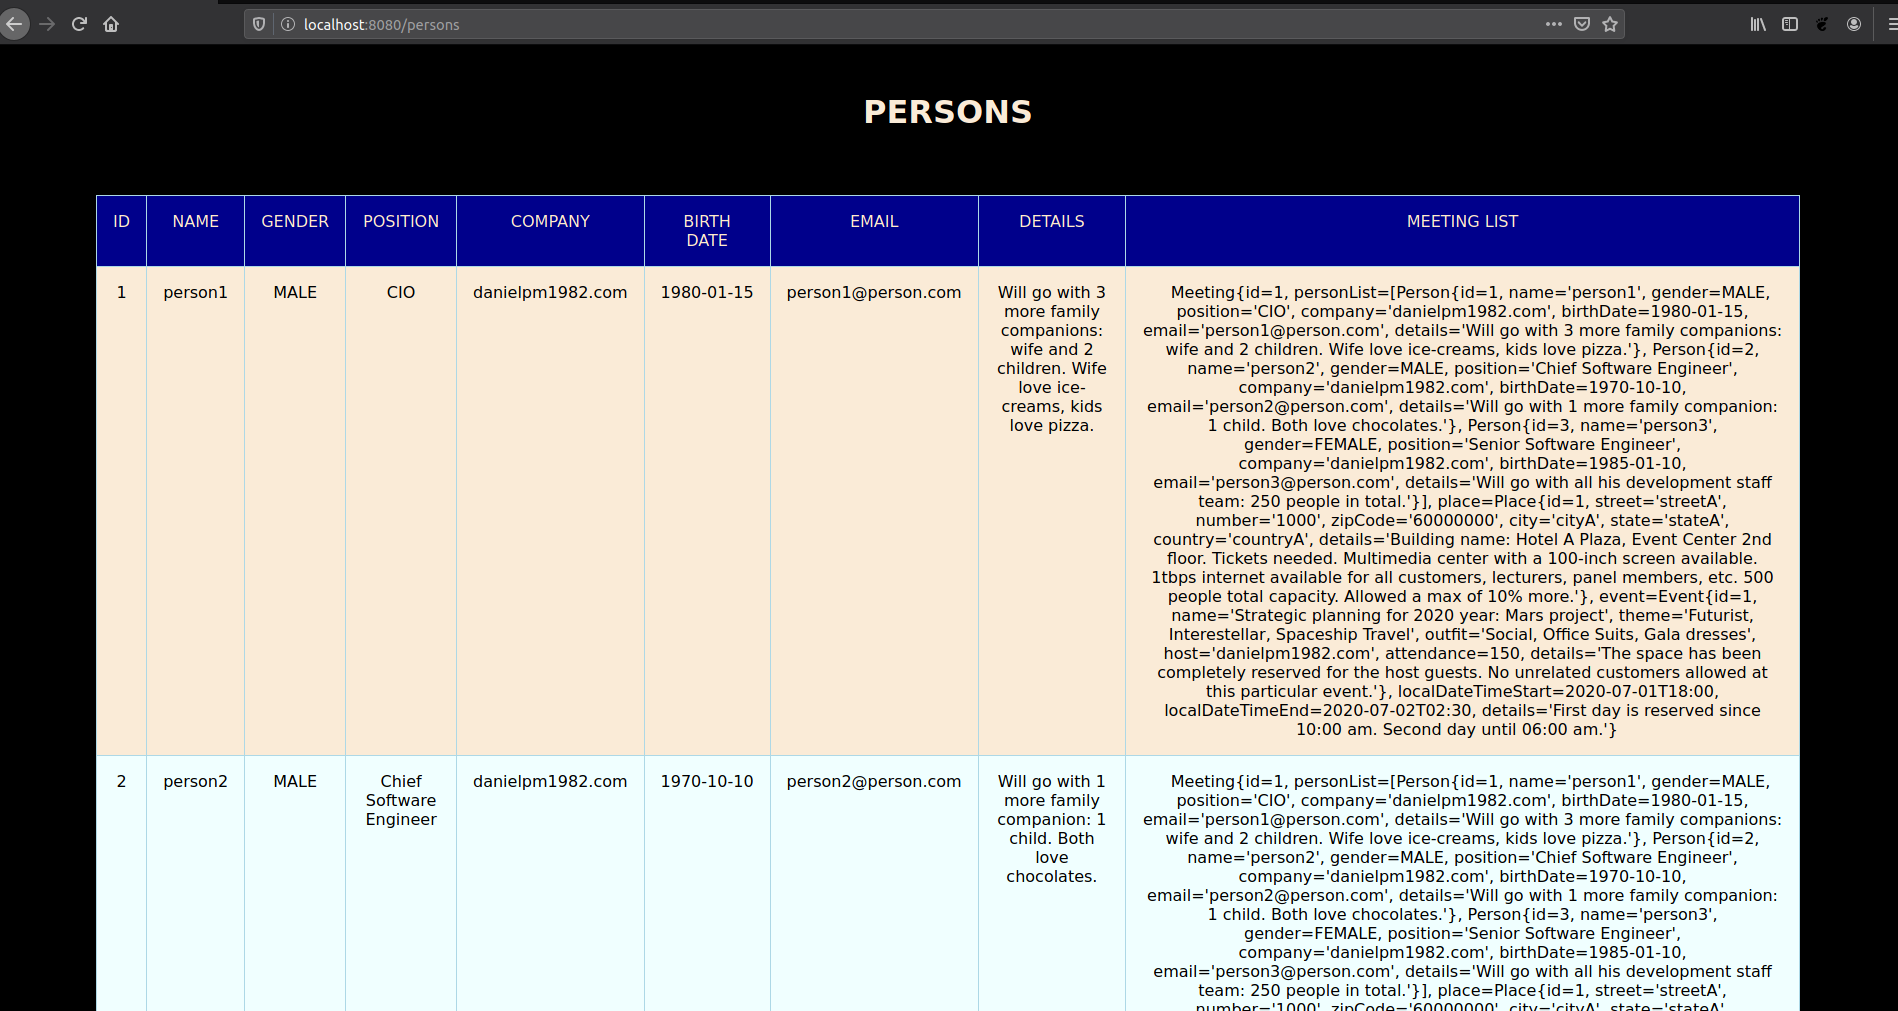 localhost:8080/persons
PERSONS
ID NAME GENDER POSITION COMPANY BIRTH DATE EMAIL DETAILS MEETING LIST
1
person1
MALE
CIO
danielpm1982.com
1980-01-15
person1@person.com
Will go with 3
more family
companions:
wife and 2
children. Wife
love ice-
creams, kids
love pizza.
Meeting{id=1, personList=[Person{id=1, name='person1', gender=MALE,
position='CIO', company='danielpm1982.com', birthDate=1980-01-15,
email='person1@person.com', details='Will go with 3 more family companions:
wife and 2 children. Wife love ice-creams, kids love pizza.'}, Person{id=2,
name='person2', gender=MALE, position='Chief Software Engineer',
company='danielpm1982.com', birthDate=1970-10-10,
email='person2@person.com', details='Will go with 1 more family companion:
1 child. Both love chocolates.'}, Person{id=3, name='person3',
gender=FEMALE, position='Senior Software Engineer',
company='danielpm1982.com', birthDate=1985-01-10,
email='person3@person.com', details='Will go with all his development staff
team: 250 people in total.'}], place=Place{id=1, street='streetA',
number='1000', zipCode='60000000', city='cityA', state='stateA',
country='countryA', details='Building name: Hotel A Plaza, Event Center 2nd
floor. Tickets needed. Multimedia center with a 100-inch screen available.
1tbps internet available for all customers, lecturers, panel members, etc. 500
people total capacity. Allowed a max of 10% more.'}, event=Event{id=1,
name='Strategic planning for 2020 year: Mars project', theme='Futurist,
Interestellar, Spaceship Travel', outfit='Social, Office Suits, Gala dresses',
host='danielpm1982.com', attendance=150, details='The space has been
completely reserved for the host guests. No unrelated customers allowed at
this particular event.'}, localDateTimeStart=2020-07-01T18:00,
localDateTimeEnd=2020-07-02T02:30, details='First day is reserved since
10:00 am. Second day until 06:00 am.'}
2
person2
MALE
Chief
Software
Engineer
danielpm1982.com
1970-10-10
person2@person.com
Will go with 1
more family
companion: 1
child. Both
love
chocolates.
Meeting{id=1, personList=[Person{id=1, name='person1', gender=MALE,
position='CIO', company='danielpm1982.com', birthDate=1980-01-15,
email='person1@person.com', details='Will go with 3 more family companions:
wife and 2 children. Wife love ice-creams, kids love pizza.'}, Person{id=2,
name='person2', gender=MALE, position='Chief Software Engineer',
company='danielpm1982.com', birthDate=1970-10-10,
email='person2@person.com', details='Will go with 1 more family companion:
1 child. Both love chocolates.'}, Person{id=3, name='person3',
gender=FEMALE, position='Senior Software Engineer',
company='danielpm1982.com', birthDate=1985-01-10,
email='person3@person.com', details='Will go with all his development staff
team: 250 people in total.'}], place=Place{id=1, street='streetA',
number='1000', zipCode='60000000', city='cityA', state='stateA',